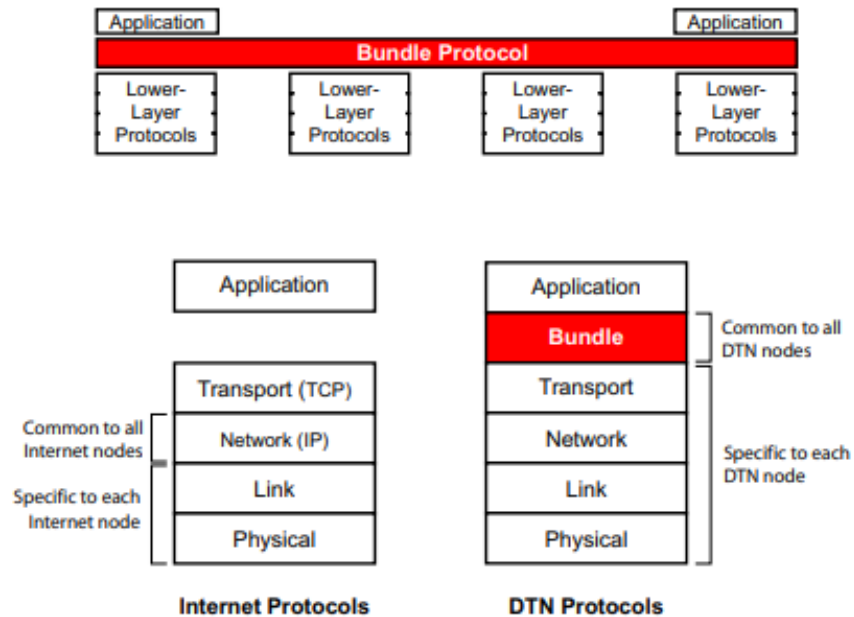 Application
Application
Bundle Protocol
Lower-
Layer
Protocols
Lower-
Layer
Protocols
Lower-
Layer
Protocols
Lower-
Layer
Protocols
Application
Transport (TCP)
Common to all
Internet nodes
Network (IP)
Specific to each
Internet node
Link
Physical
Internet Protocols
Application
Bundle
Common to all
DTN nodes
Transport
Network
Specific to each
DTN node
Link
Physical
DTN Protocols